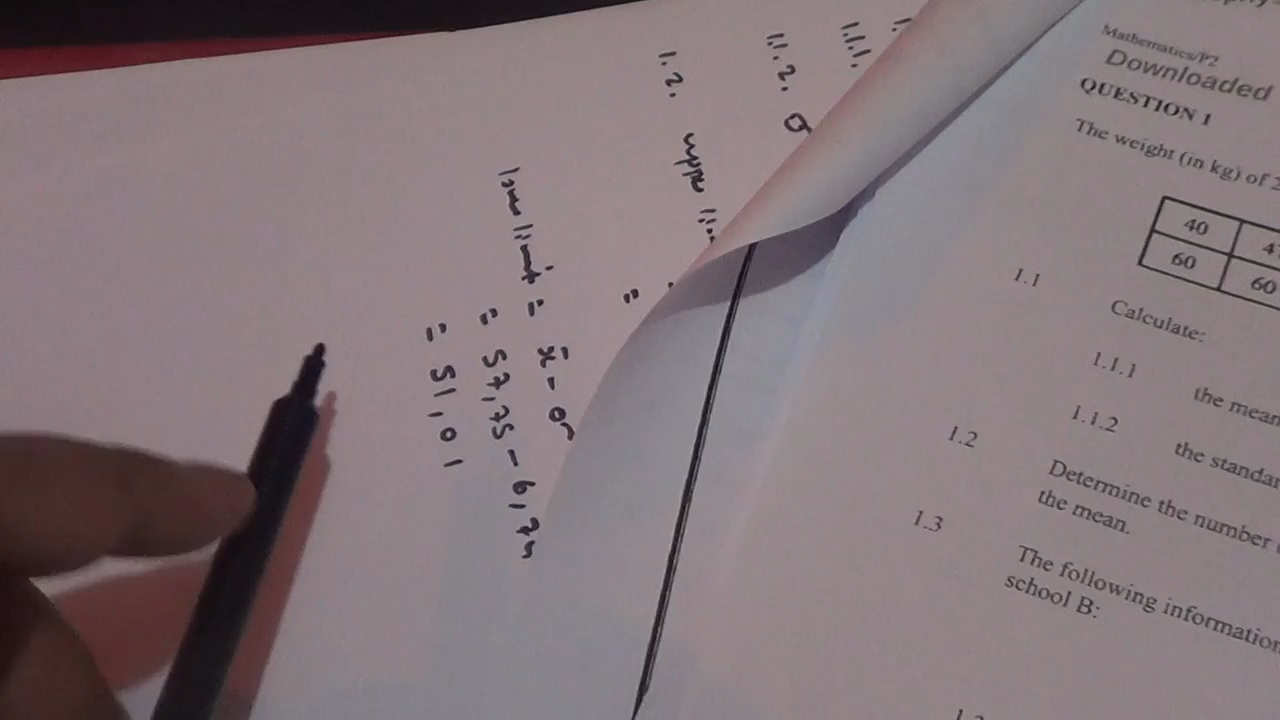 1.1.1.
1.1.2. σ
1.2.
=
lower limit = x̄ - σ
= 57,75 - 6,74
= 51,01
Mathematics/P2
Downloaded
QUESTION 1
The weight (in kg) of 2
40
60 60
1.1 Calculate:
1.1.1 the mean
1.1.2 the
1.2 Determine the number
the mean.
1.3 The following information
school B: